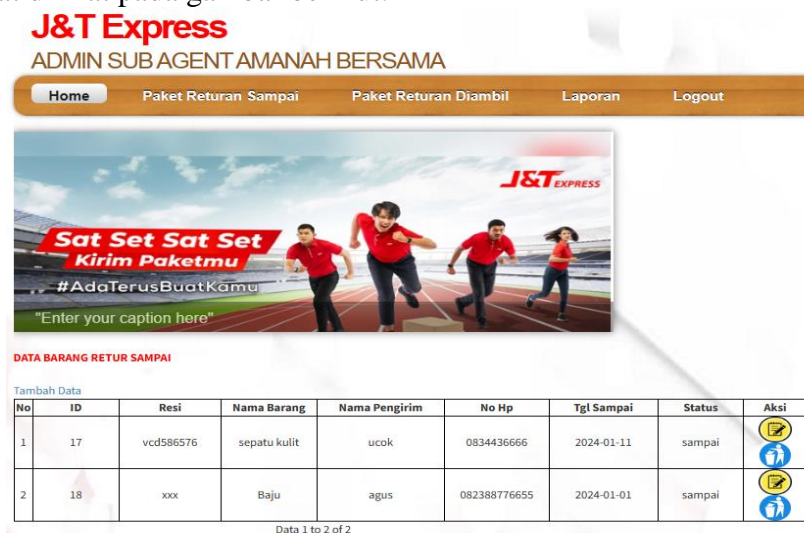 J&T Express
ADMIN SUB AGENT AMANAH BERSAMA
Home Paket Returan Sampai Paket Returan Diambil Laporan Logout
J&T EXPRESS
Sat Set Sat Set
Kirim Paketmu
#AdaTerusBuatKamu
"Enter your caption here"
DATA BARANG RETUR SAMPAI
Tambah Data
No ID Resi Nama Barang Nama Pengirim No Hp Tgl Sampai Status Aksi
1 17 vcd586576 sepatu kulit ucok 0834436666 2024-01-11 sampai
2 18 xxx Baju agus 082388776655 2024-01-01 sampai
Data 1 to 2 of 2